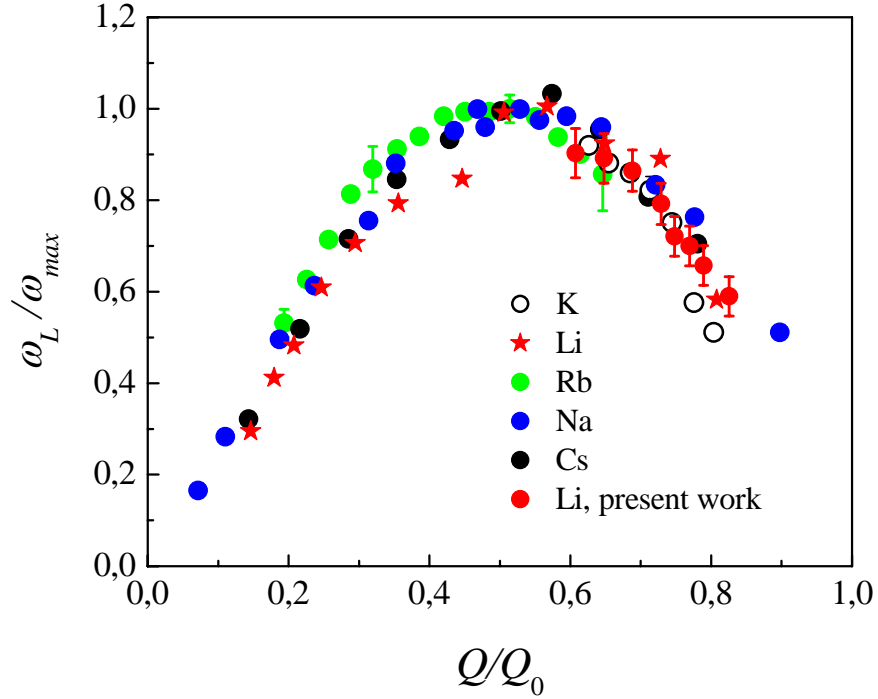 1,2
1,0
0,8
0,6
0,4
0,2
0,0
ω_L /ω_max
K
Li
Rb
Na
Cs
Li, present work
0,0 0,2 0,4 0,6 0,8 1,0
Q/Q_0